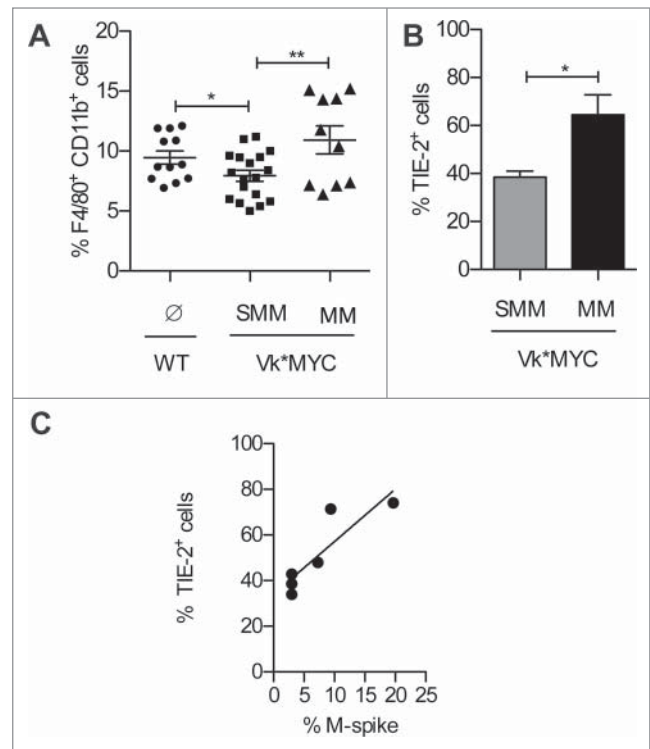 A
% F4/80+ CD11b+ cells
20
15
10
5
0
*
**
∅ SMM MM
WT Vk*MYC
B
% TIE-2+ cells
100
80
60
40
20
0
*
SMM MM
Vk*MYC
C
% TIE-2+ cells
100
80
60
40
20
0
0 5 10 15 20 25
% M-spike